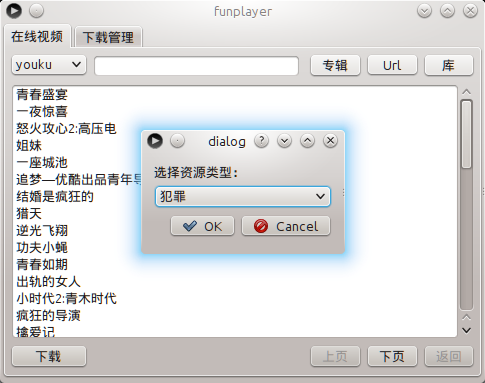 funplayer
在线视频 下载管理
youku 专辑 Url 库
青春盛宴
一夜惊喜
怒火攻心2:高压电
姐妹
一座城池
追梦—优酷出品青年导
结婚是疯狂的
猎天
逆光飞翔
功夫小蝇
青春如期
出轨的女人
小时代2:青木时代
疯狂的导演
擒爱记
dialog ?
选择资源类型:
犯罪
OK Cancel
下载 上页 下页 返回